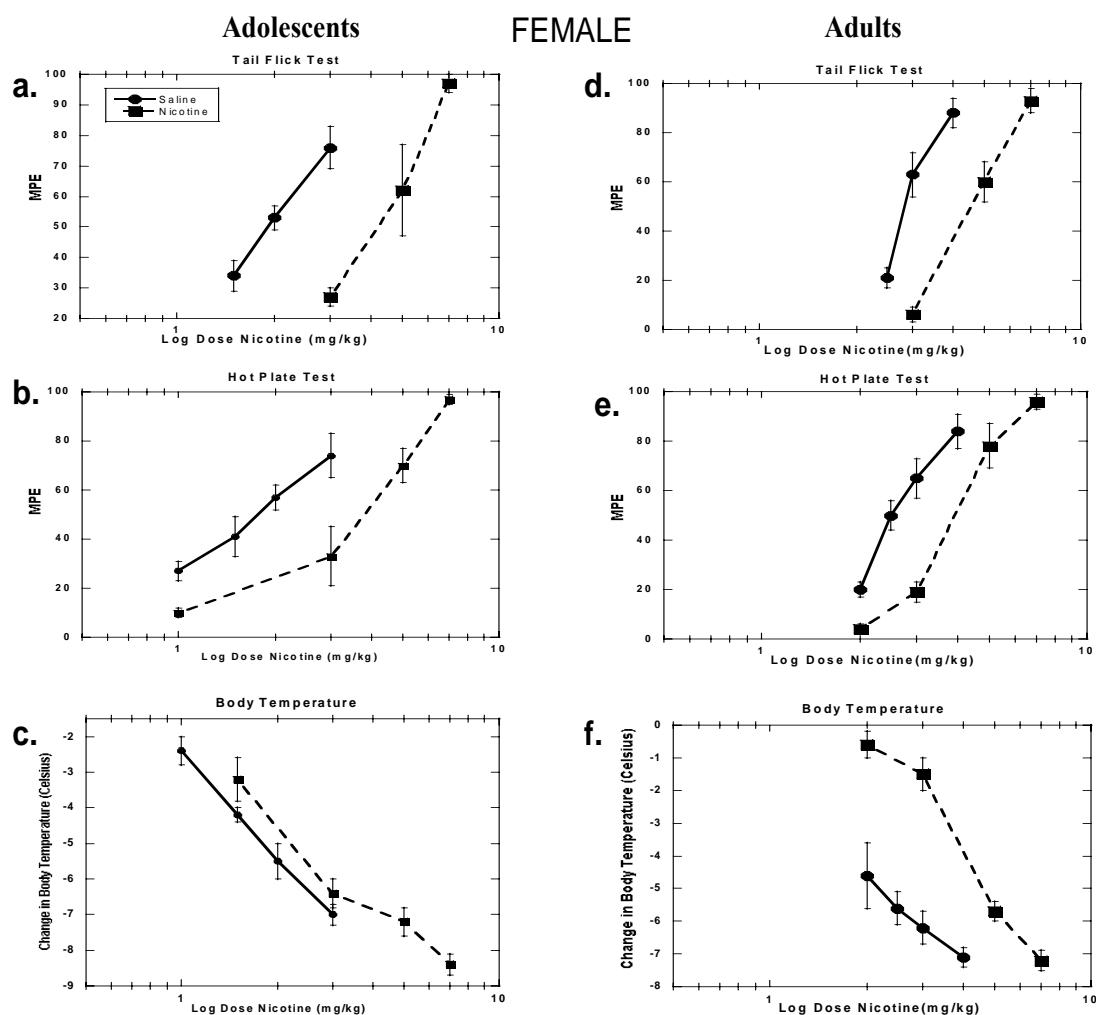 Adolescents FEMALE Adults
a.
Tail Flick Test
Saline
Nicotine
MPE
100
90
80
70
60
50
40
30
20
1 10
Log Dose Nicotine (mg/kg)
d.
Tail Flick Test
MPE
100
80
60
40
20
0
1 10
Log Dose Nicotine(mg/kg)
b.
Hot Plate Test
MPE
100
80
60
40
20
0
1 10
Log Dose Nicotine (mg/kg)
e.
Hot Plate Test
MPE
100
80
60
40
20
0
1 10
Log Dose Nicotine(mg/kg)
c.
Body Temperature
Change in Body Temperature (Celsius)
-2
-3
-4
-5
-6
-7
-8
-9
1 10
Log Dose Nicotine (mg/kg)
f.
Body Temperature
Change in Body Temperature (Celsius)
0
-1
-2
-3
-4
-5
-6
-7
-8
1 10
Log Dose Nicotine(mg/kg)